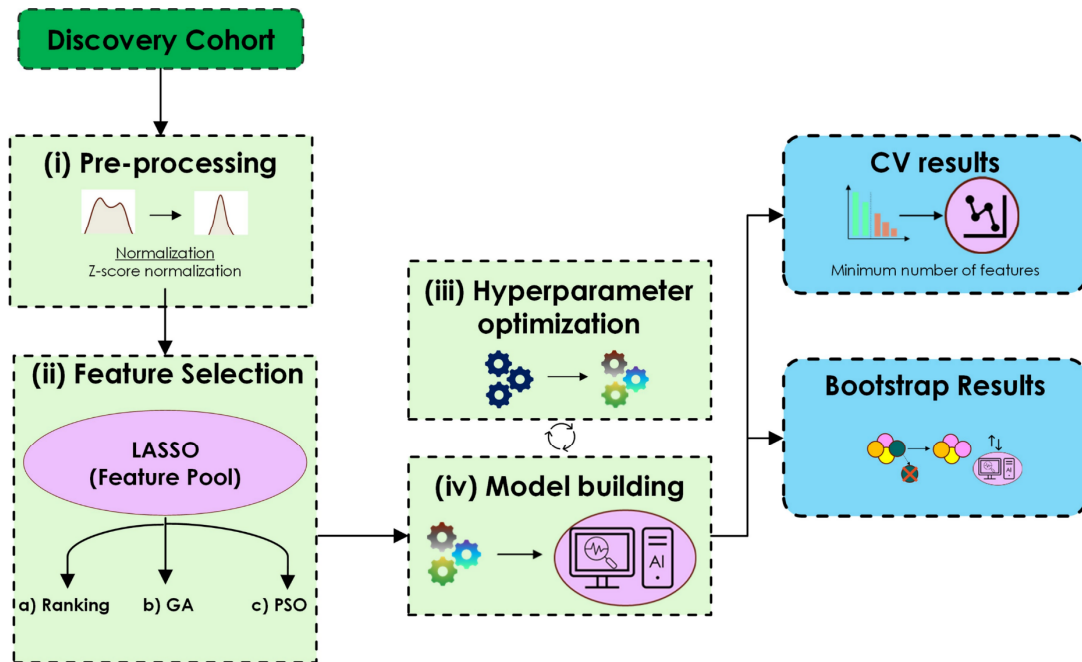 Discovery Cohort
(i) Pre-processing
Normalization
Z-score normalization
(ii) Feature Selection
LASSO
(Feature Pool)
a) Ranking
b) GA
c) PSO
(iii) Hyperparameter
optimization
(iv) Model building
AI
CV results
Minimum number of features
Bootstrap Results
AI